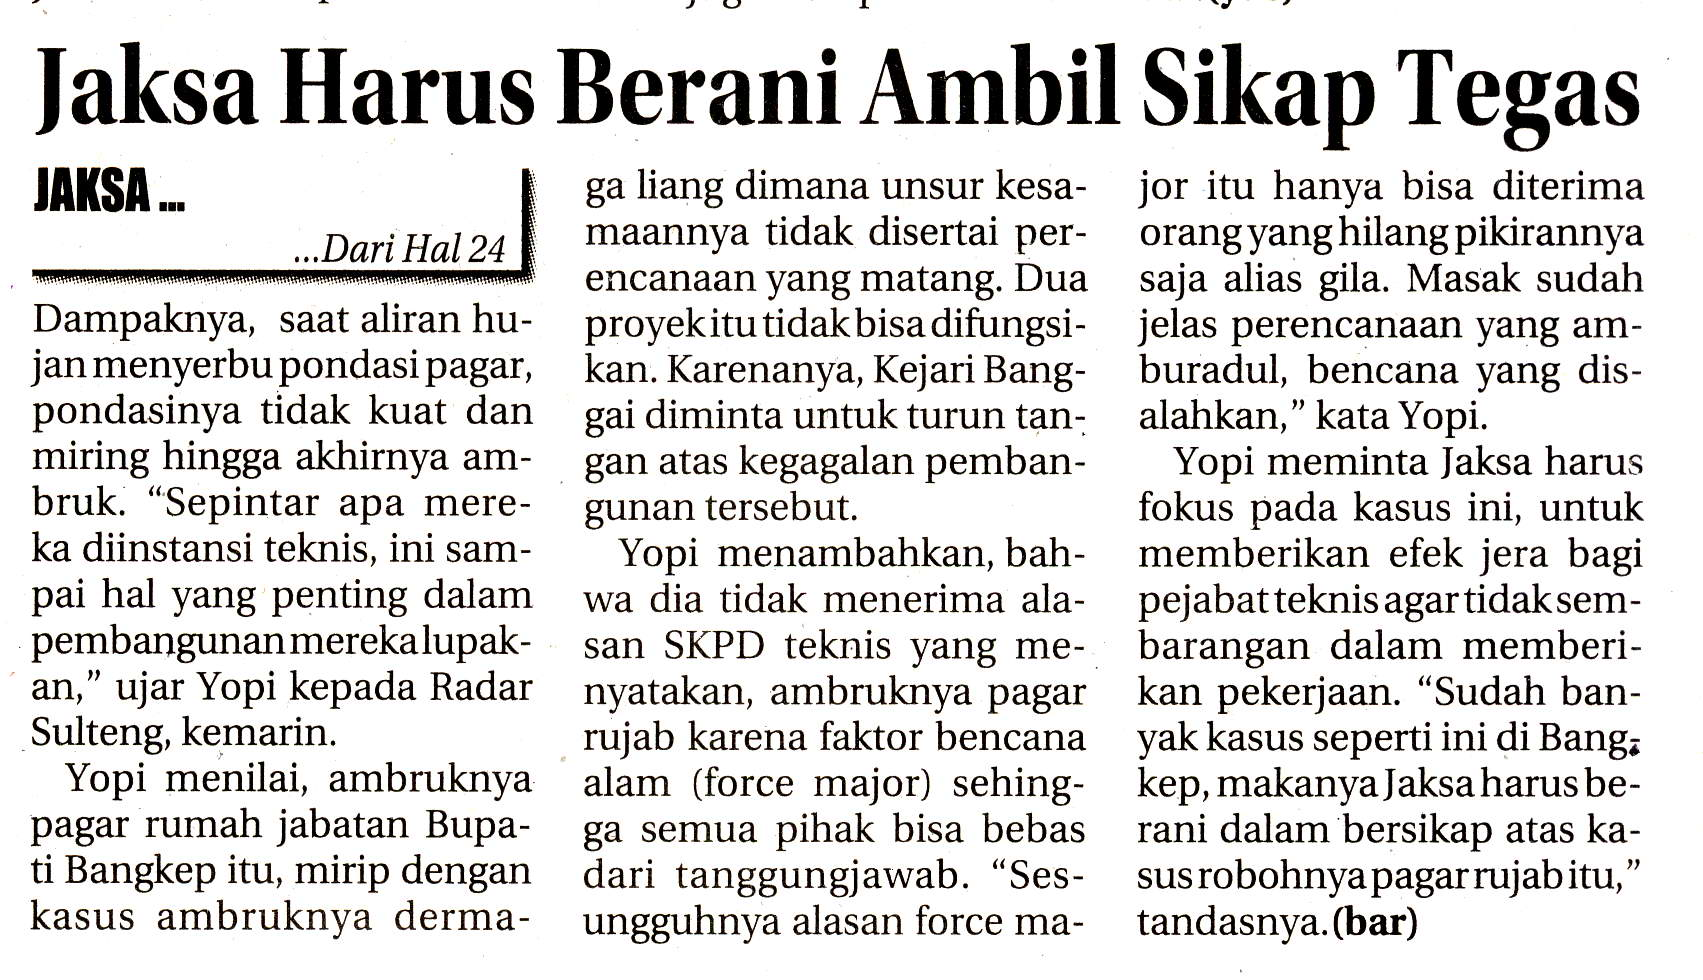 Jaksa Harus Berani Ambil Sikap Tegas
JAKSA ...
...Dari Hal 24
Dampaknya, saat aliran hu-
jan menyerbu pondasi pagar,
pondasinya tidak kuat dan
miring hingga akhirnya am-
bruk. “Sepintar apa mere-
ka diinstansi teknis, ini sam-
pai hal yang penting dalam
pembangunan mereka lupak-
an,” ujar Yopi kepada Radar
Sulteng, kemarin.
Yopi menilai, ambruknya
pagar rumah jabatan Bupa-
ti Bangkep itu, mirip dengan
kasus ambruknya derma-
ga liang dimana unsur kesa-
maannya tidak disertai per-
encanaan yang matang. Dua
proyek itu tidak bisa difungsi-
kan. Karenanya, Kejari Bang-
gai diminta untuk turun tan-
gan atas kegagalan pemban-
gunan tersebut.
Yopi menambahkan, bah-
wa dia tidak menerima ala-
san SKPD teknis yang me-
nyatakan, ambruknya pagar
rujab karena faktor bencana
alam (force major) sehing-
ga semua pihak bisa bebas
dari tanggungjawab. “Ses-
ungguhnya alasan force ma-
jor itu hanya bisa diterima
orang yang hilang pikirannya
saja alias gila. Masak sudah
jelas perencanaan yang am-
buradul, bencana yang dis-
alahkan,” kata Yopi.
Yopi meminta Jaksa harus
fokus pada kasus ini, untuk
memberikan efek jera bagi
pejabat teknis agar tidak sem-
barangan dalam memberi-
kan pekerjaan. “Sudah ban-
yak kasus seperti ini di Bang-
kep, makanya Jaksa harus be-
rani dalam bersikap atas ka-
sus robohnya pagar rujab itu,”
tandasnya.(bar)